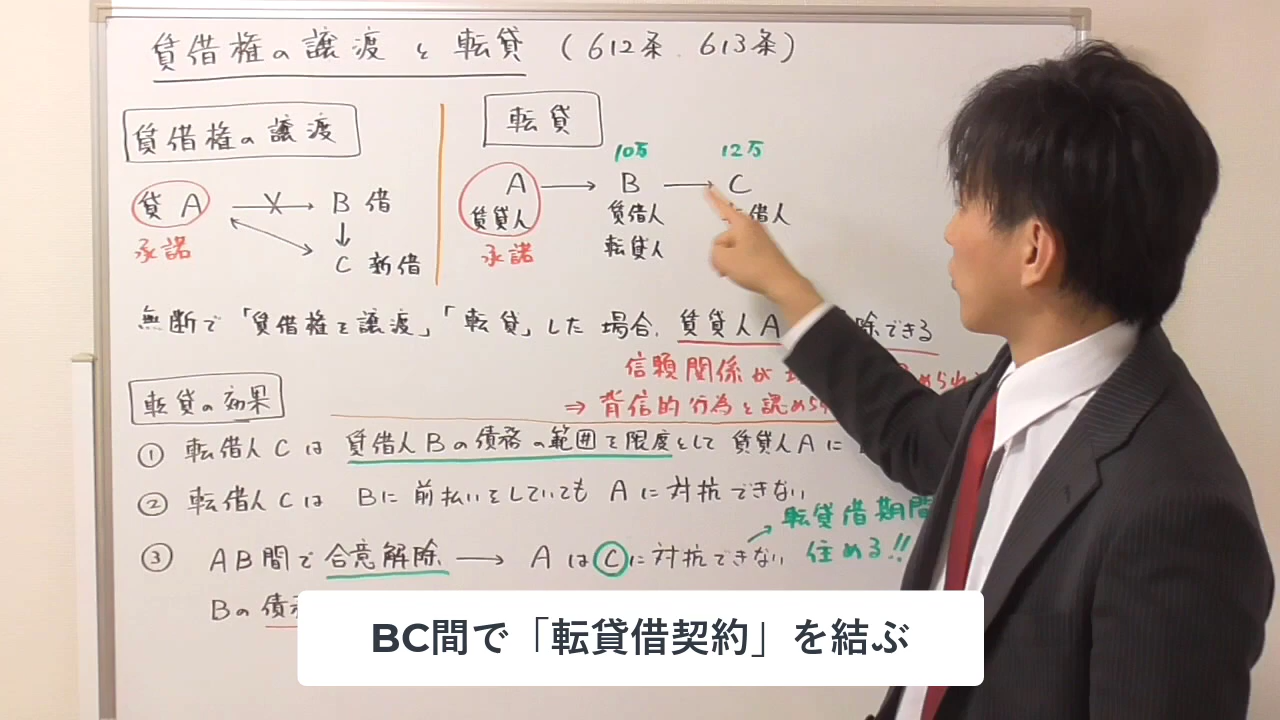 賃借権の譲渡と転貸（612条．613条）
賃借権の譲渡
貸 A → B 借
承諾
↓
C 新借
転貸
10万 12万
A → B → C
賃貸人 賃借人 借人
承諾 転貸人
無断で「賃借権を譲渡」「転貸」した場合、賃貸人A 除できる
信頼関係が
⇒ 背信的行為と認め
転貸の効果
① 転借人Cは 賃借人Bの債務の範囲を限度として 賃貸人Aに
② 転借人Cは Bに前払いをしていても Aに対抗できない
転貸借期間
③ AB間で合意解除 → AはCに対抗できない 住める!!
Bの債
BC間で「転貸借契約」を結ぶ